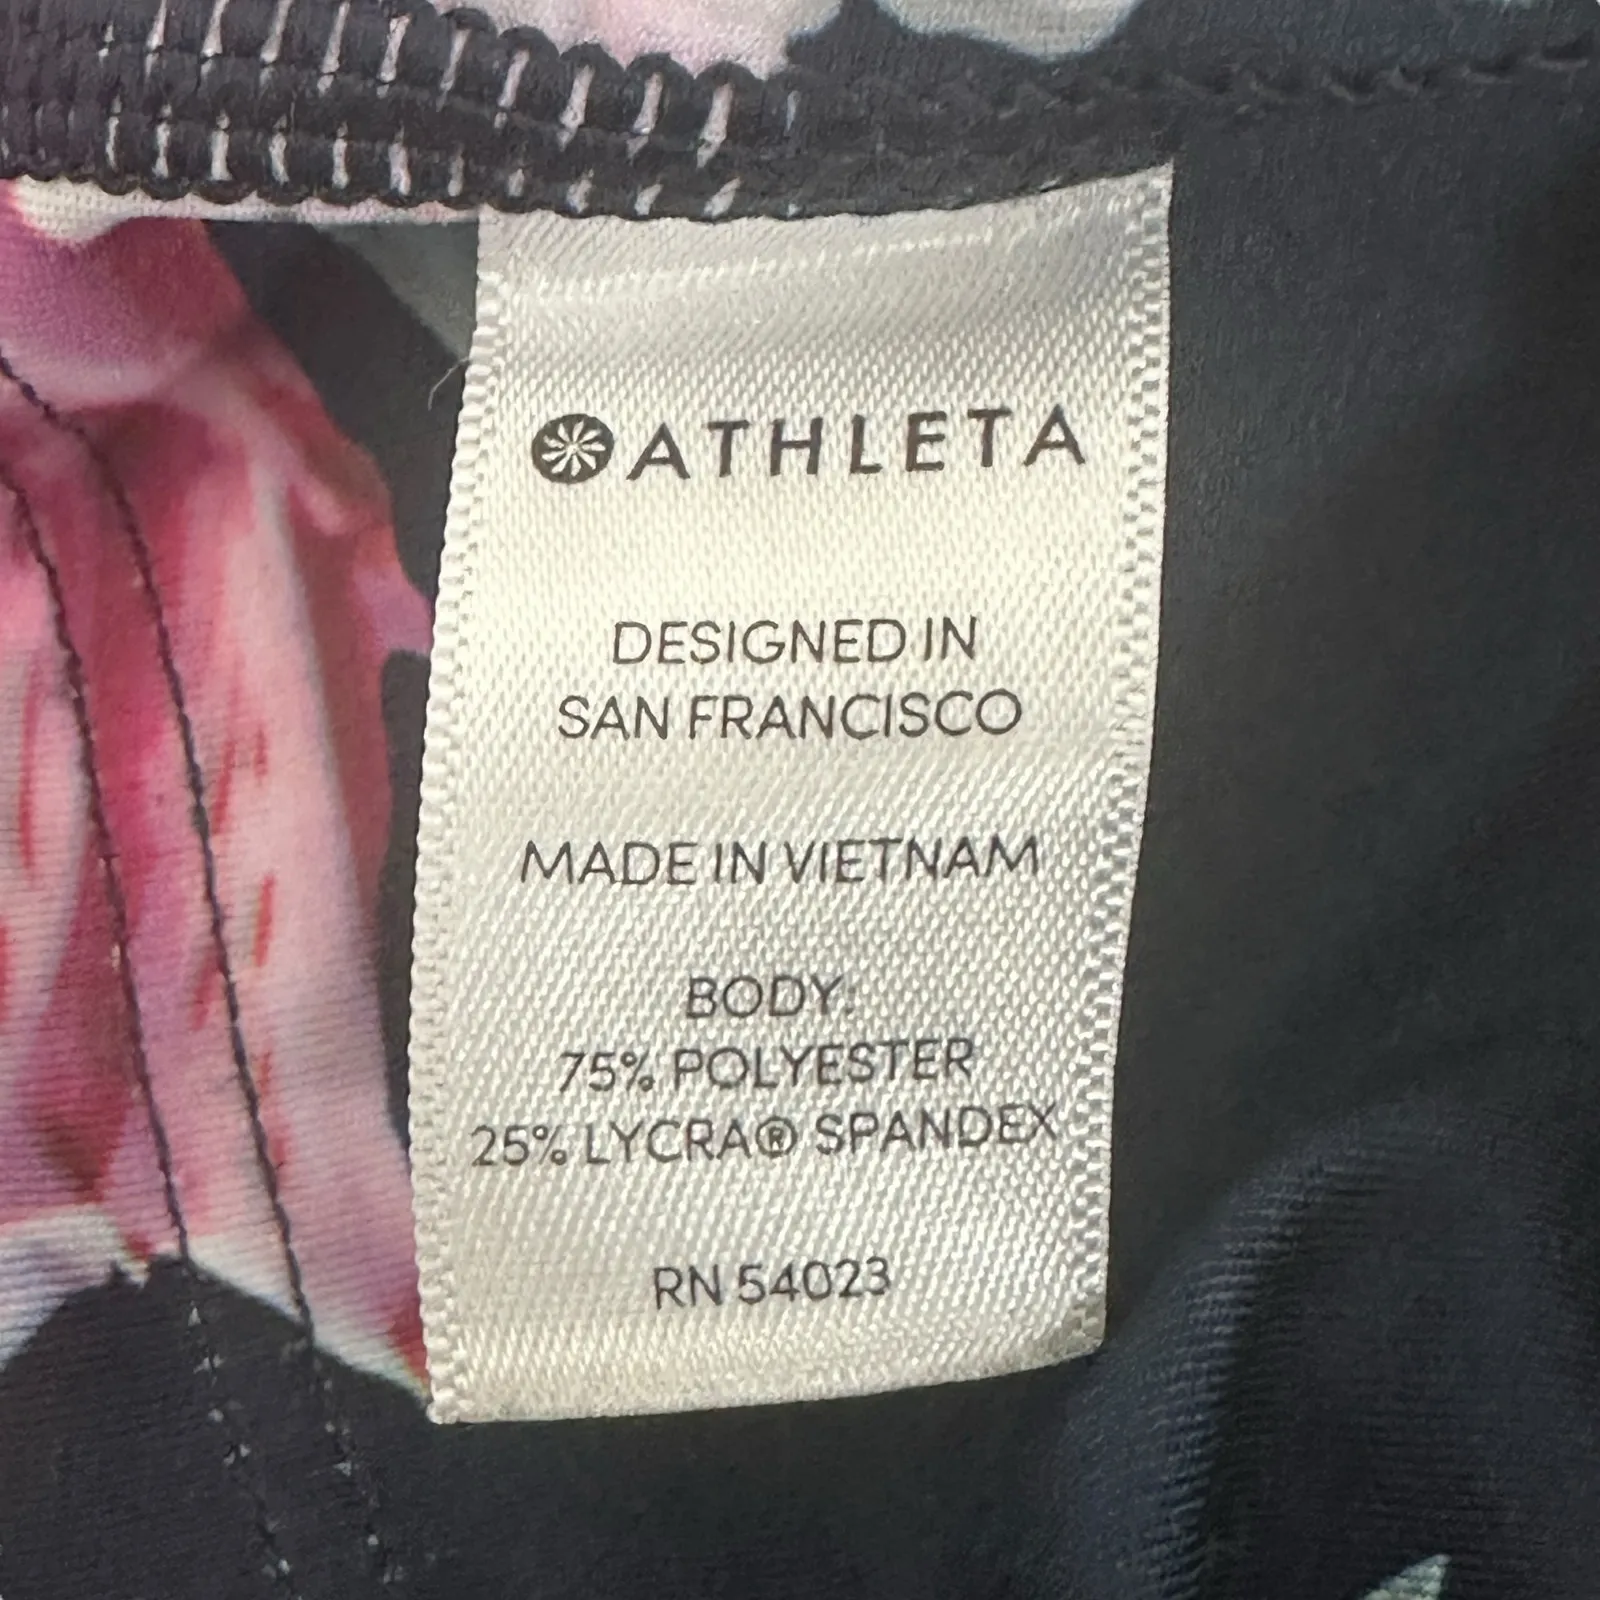 ATHLETA
DESIGNED IN
SAN FRANCISCO
MADE IN VIETNAM
BODY:
75% POLYESTER
25% LYCRA® SPANDEX
RN 54023